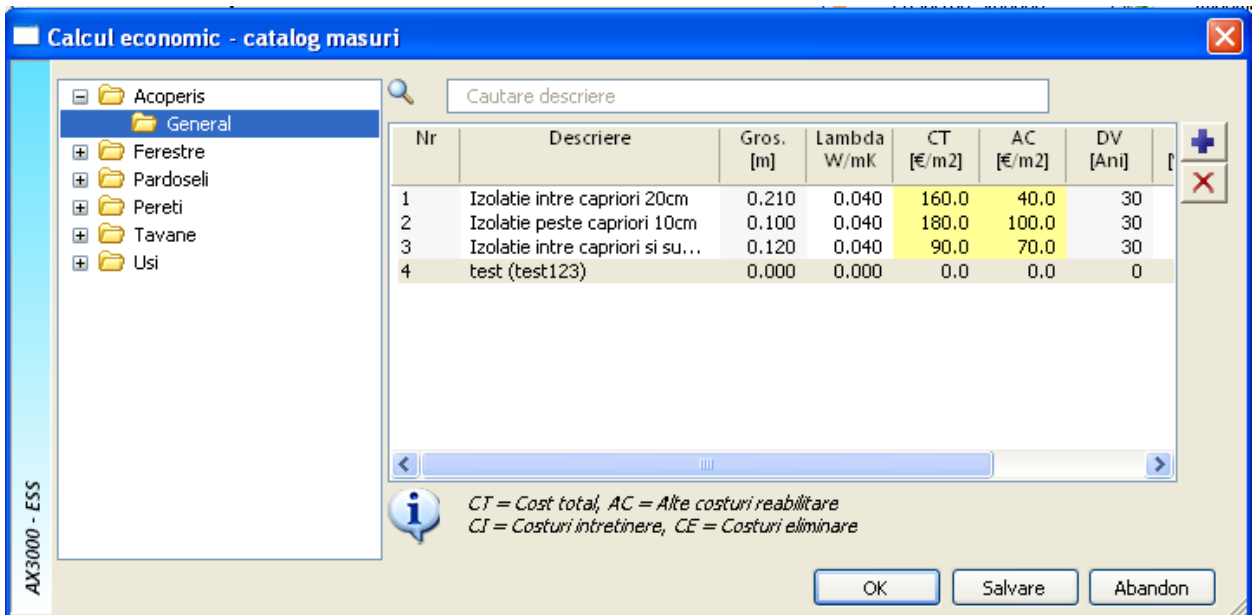 Calcul economic - catalog masuri
Acoperis
General
Ferestre
Pardoseli
Pereti
Tavane
Usi
Cautare descriere
Nr Descriere Gros. [m] Lambda W/mK CT [€/m2] AC [€/m2] DV [Ani]
1 Izolatie intre capriori 20cm 0.210 0.040 160.0 40.0 30
2 Izolatie peste capriori 10cm 0.100 0.040 180.0 100.0 30
3 Izolatie intre capriori si su... 0.120 0.040 90.0 70.0 30
4 test (test123) 0.000 0.000 0.0 0.0 0
CT = Cost total, AC = Alte costuri reabilitare
CI = Costuri intretinere, CE = Costuri eliminare
AX3000 - ESS
OK Salvare Abandon